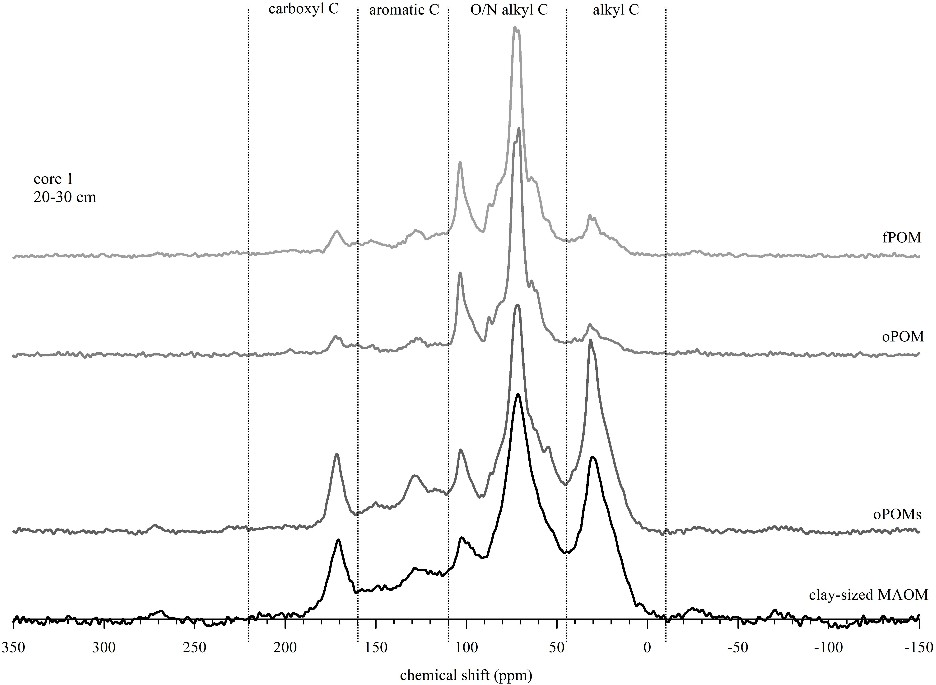 carboxyl C aromatic C O/N alkyl C alkyl C
core 1
20-30 cm
fPOM
oPOM
oPOMs
clay-sized MAOM
350 300 200 150 100 50 0 -50 -100 -150
chemical shift (ppm)